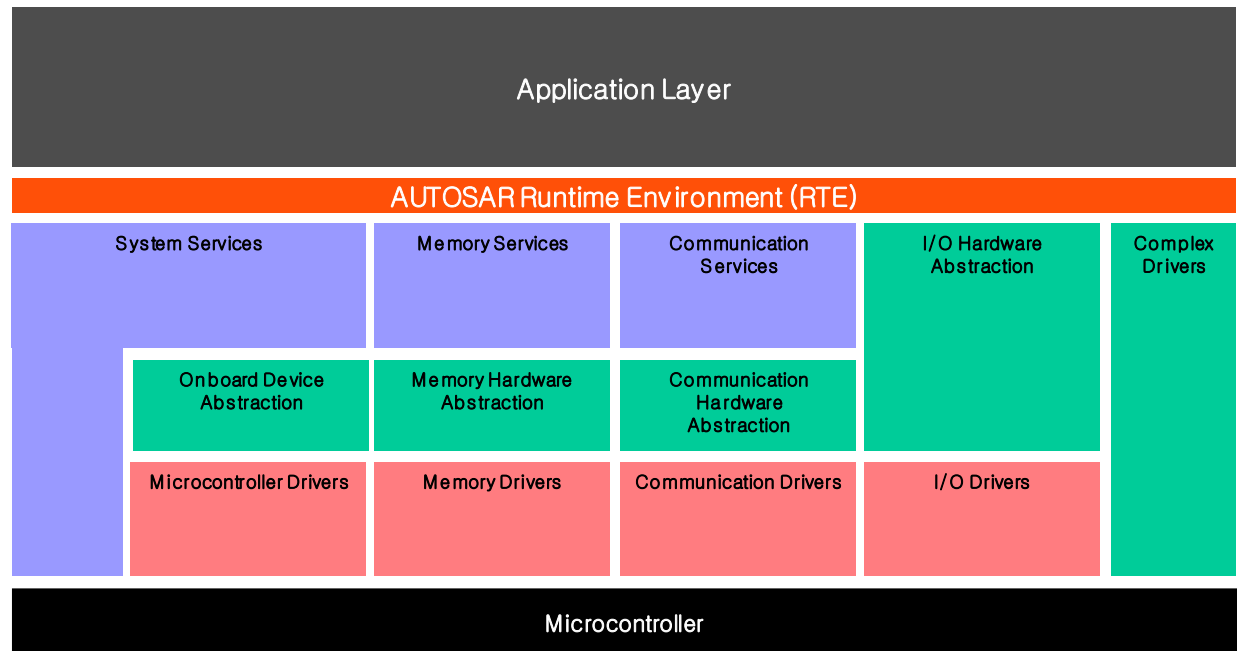 Application Layer
AUTOSAR Runtime Environment (RTE)
System Services
Memory Services
Communication
Services
I/O Hardware
Abstraction
Complex
Drivers
Onboard Device
Abstraction
Memory Hardware
Abstraction
Communication
Hardware
Abstraction
Microcontroller Drivers
Memory Drivers
Communication Drivers
I/O Drivers
Microcontroller